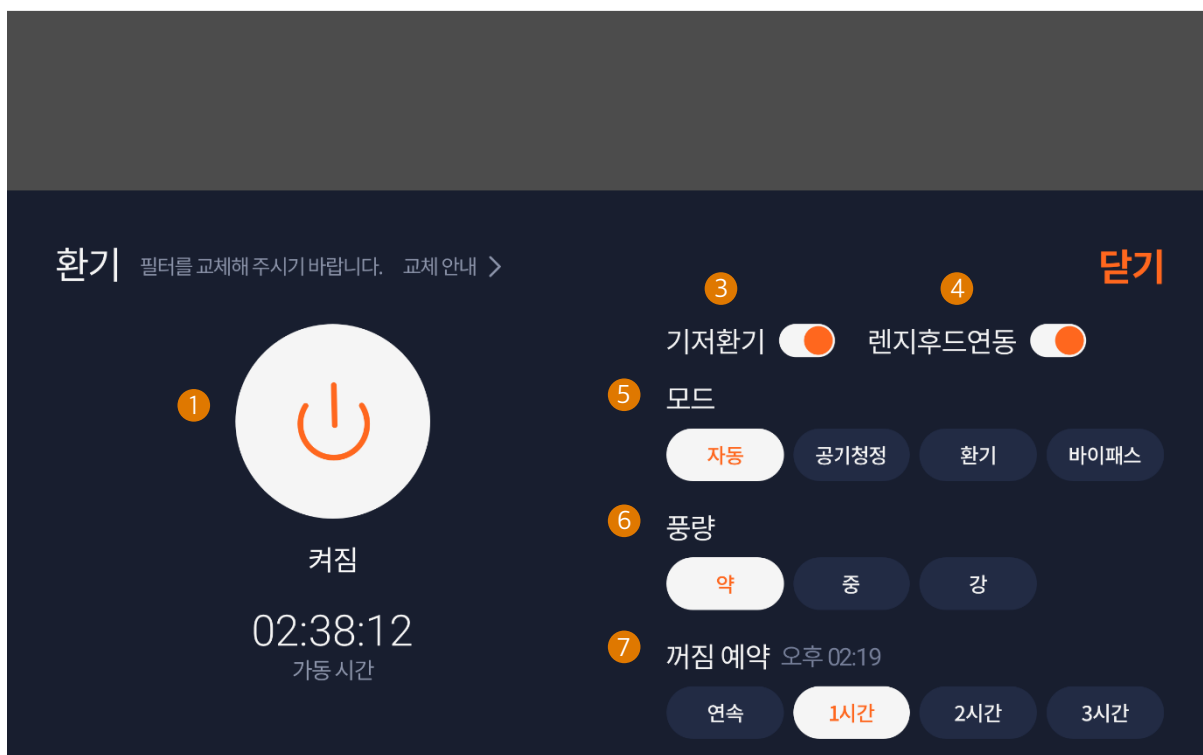 환기 필터를 교체해 주시기 바랍니다. 교체 안내 >
닫기
3 4
기저환기 렌지후드연동
1
켜짐
02:38:12
가동 시간
5 모드
자동 공기청정 환기 바이패스
6 풍량
약 중 강
7 꺼짐 예약 오후 02:19
연속 1시간 2시간 3시간